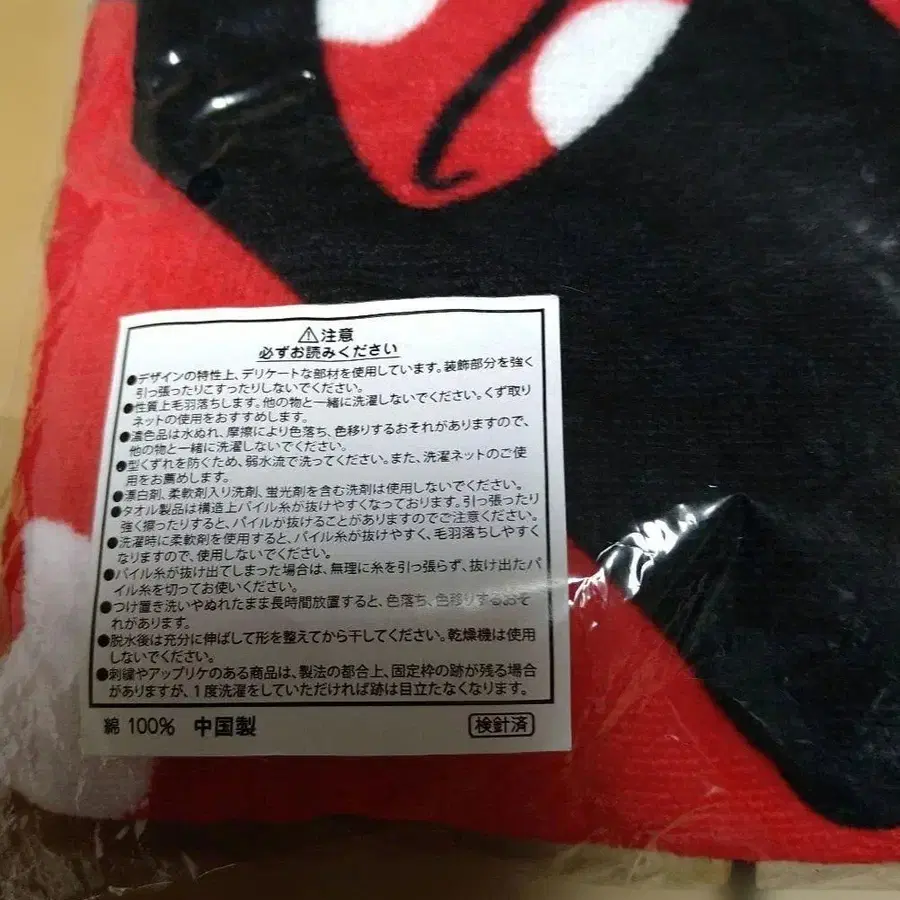 ⚠注意
必ずお読みください
●デザインの特性上、デリケートな部材を使用しています。装飾部分を強く
引っ張ったりこすったりしないでください。
●性質上毛羽落ちします。他の物と一緒に洗濯しないでください。くず取り
ネットの使用をおすすめします。
●濃色品は水ぬれ、摩擦により色落ち、色移りするおそれがありますので、
他の物と一緒に洗濯しないでください。
●型くずれを防ぐため、弱水流で洗ってください。また、洗濯ネットのご使
用をお薦めします。
●漂白剤、柔軟剤入り洗剤、蛍光剤を含む洗剤は使用しないでください。
●タオル製品は構造上パイル糸が抜けやすくなっております。引っ張ったり
強く擦ったりすると、パイルが抜けることがありますのでご注意ください。
●洗濯時に柔軟剤を使用すると、パイル糸が抜けやすく、毛羽落ちしやすく
なりますので、使用しないでください。
●パイル糸が抜け出てしまった場合は、無理に糸を引っ張らず、抜け出たパ
イル糸を切ってお使いください。
●つけ置き洗いやぬれたまま長時間放置すると、色落ち、色移りするおそ
れがあります。
●脱水後は充分に伸ばして形を整えてから干してください。乾燥機は使用
しないでください。
●刺繍やアップリケのある商品は、製法の都合上、固定枠の跡が残る場合
がありますが、1度洗濯をしていただければ跡は目立たなくなります。
綿 100% 中国製 検針済